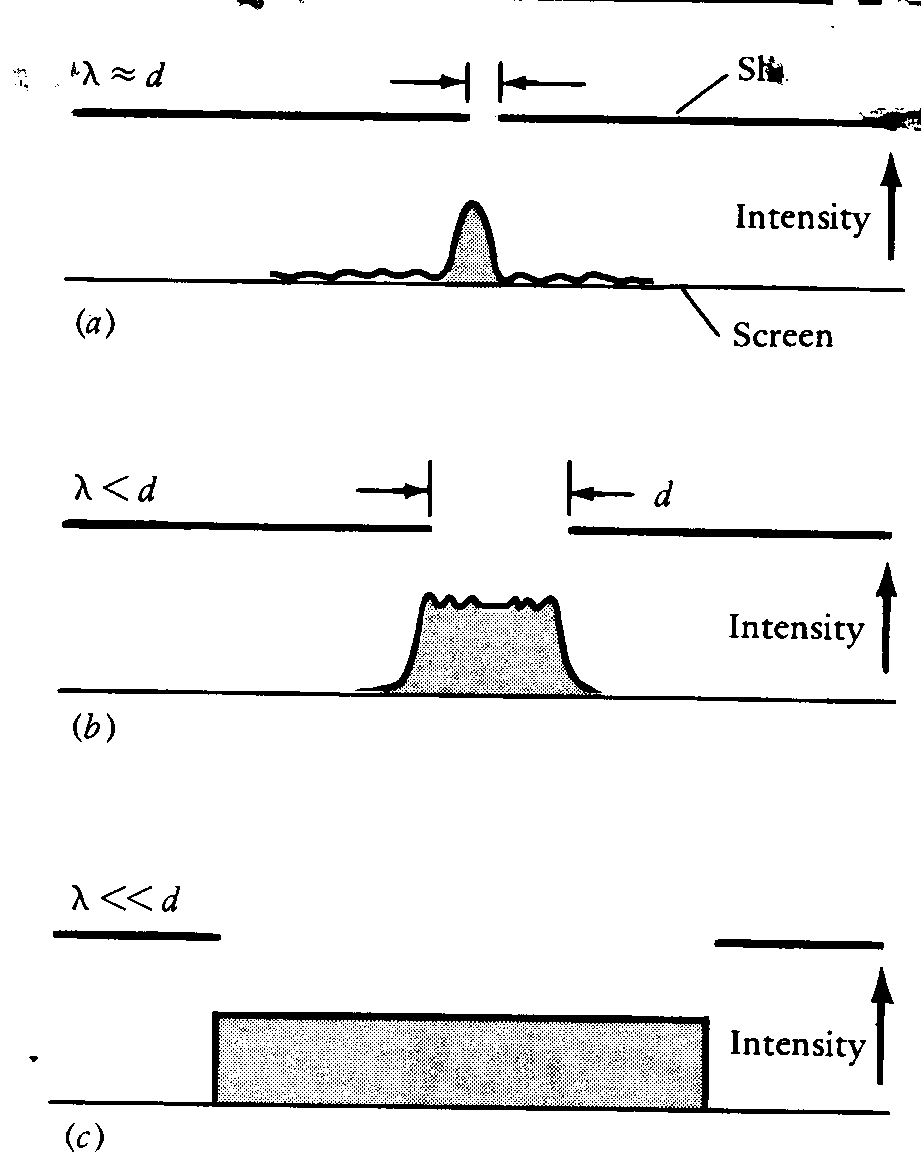 λ ≈ d
Intensity
(a)
Screen
λ < d
d
Intensity
(b)
λ << d
Intensity
(c)